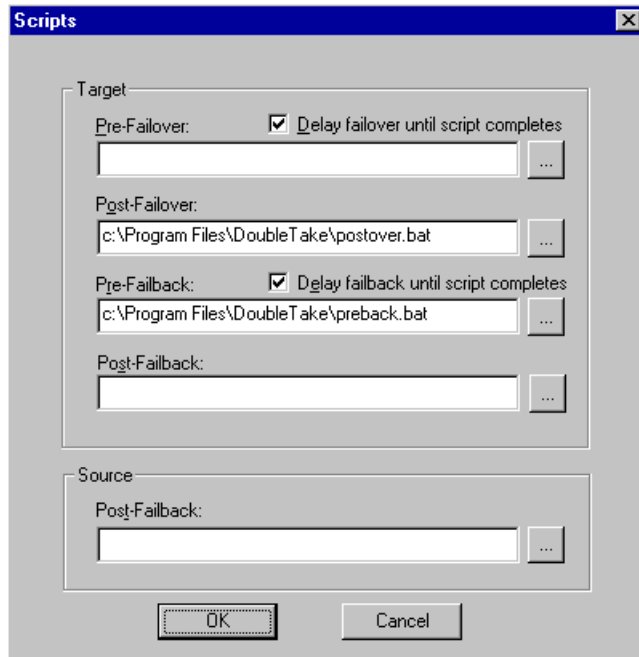 Scripts
Target
Pre-Failover: Delay failover until script completes
...
Post-Failover:
c:\Program Files\DoubleTake\postover.bat ...
Pre-Failback: Delay failback until script completes
c:\Program Files\DoubleTake\preback.bat ...
Post-Failback:
...
Source
Post-Failback:
...
OK Cancel